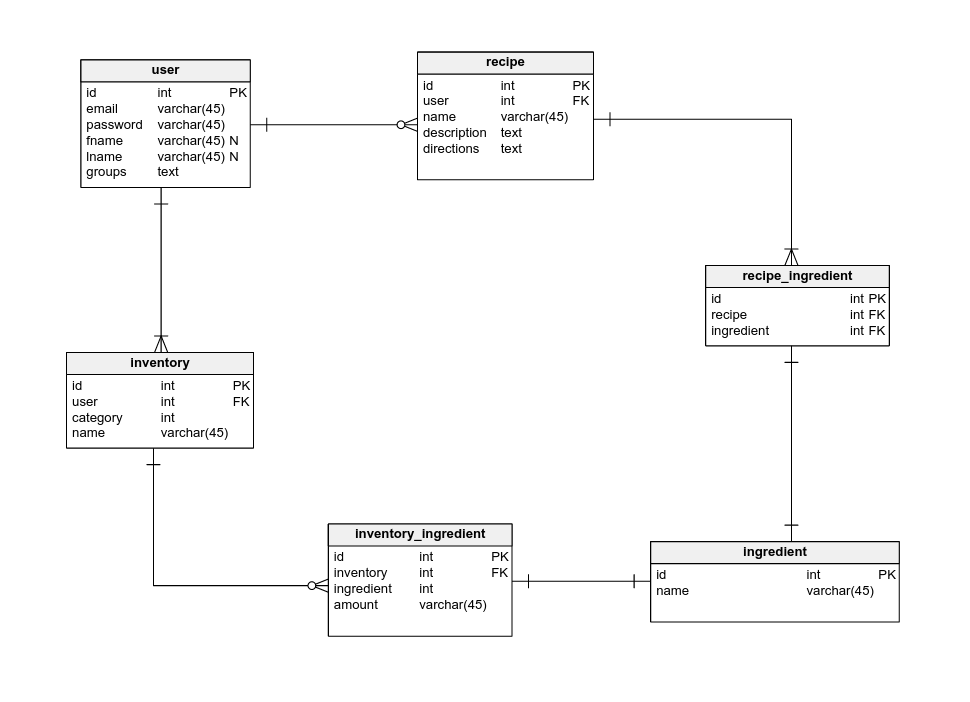 user
id int PK
email varchar(45)
password varchar(45)
fname varchar(45) N
lname varchar(45) N
groups text
recipe
id int PK
user int FK
name varchar(45)
description text
directions text
recipe_ingredient
id int PK
recipe int FK
ingredient int FK
inventory
id int PK
user int FK
category int
name varchar(45)
inventory_ingredient
id int PK
inventory int FK
ingredient int
amount varchar(45)
ingredient
id int PK
name varchar(45)